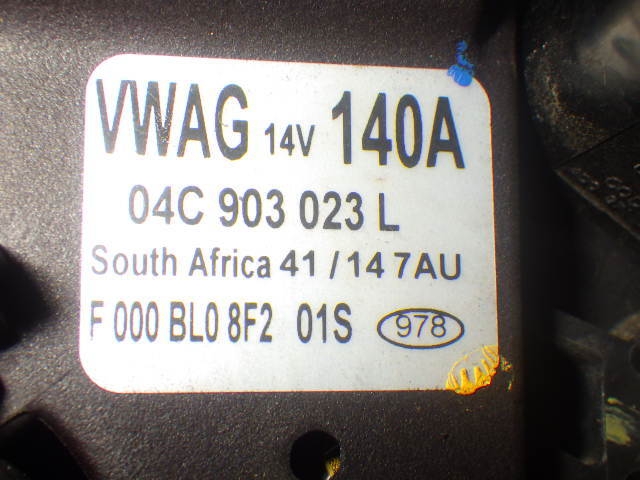 VWAG 14V 140A
04C 903 023 L
South Africa 41 / 14 7AU
F 000 BL0 8F2 01S 978